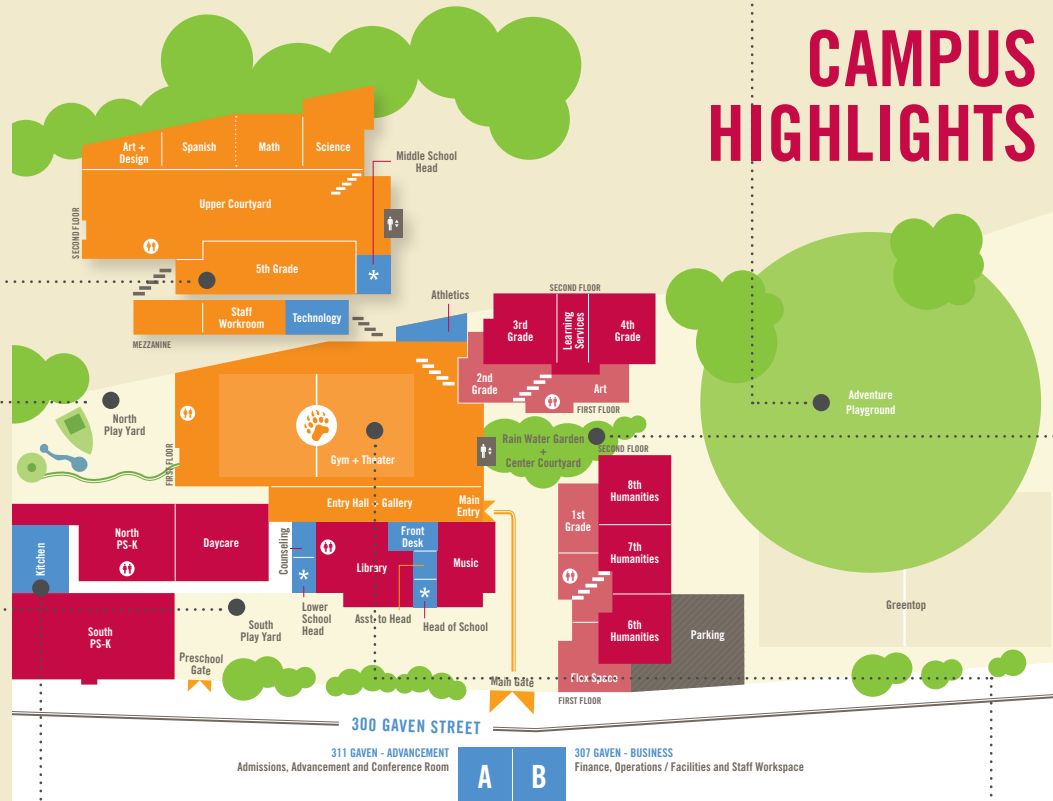 CAMPUS
HIGHLIGHTS
Art +
Design
Spanish
Math
Science
Middle School
Head
Upper Courtyard
SECOND FLOOR
5th Grade
*
Staff
Workroom
Technology
MEZZANINE
Athletics
SECOND FLOOR
3rd
Grade
Learning
Services
4th
Grade
2nd
Grade
Art
FIRST FLOOR
North
Play Yard
Adventure
Playground
FIRST FLOOR
Gym + Theater
Rain Water Garden
+
Center Courtyard
SECOND FLOOR
8th
Humanities
Entry Hall + Gallery
Main
Entry
1st
Grade
Kitchen
North
PS-K
Daycare
Counseling
Front
Desk
Library
Music
7th
Humanities
*
*
Lower
School
Head
Asst. to Head
Head of School
South
Play Yard
South
PS-K
6th
Humanities
Parking
Greentop
Preschool
Gate
Main Gate
Flex Space
FIRST FLOOR
300 GAVEN STREET
311 GAVEN - ADVANCEMENT
Admissions, Advancement and Conference Room
A
B
307 GAVEN - BUSINESS
Finance, Operations / Facilities and Staff Workspace